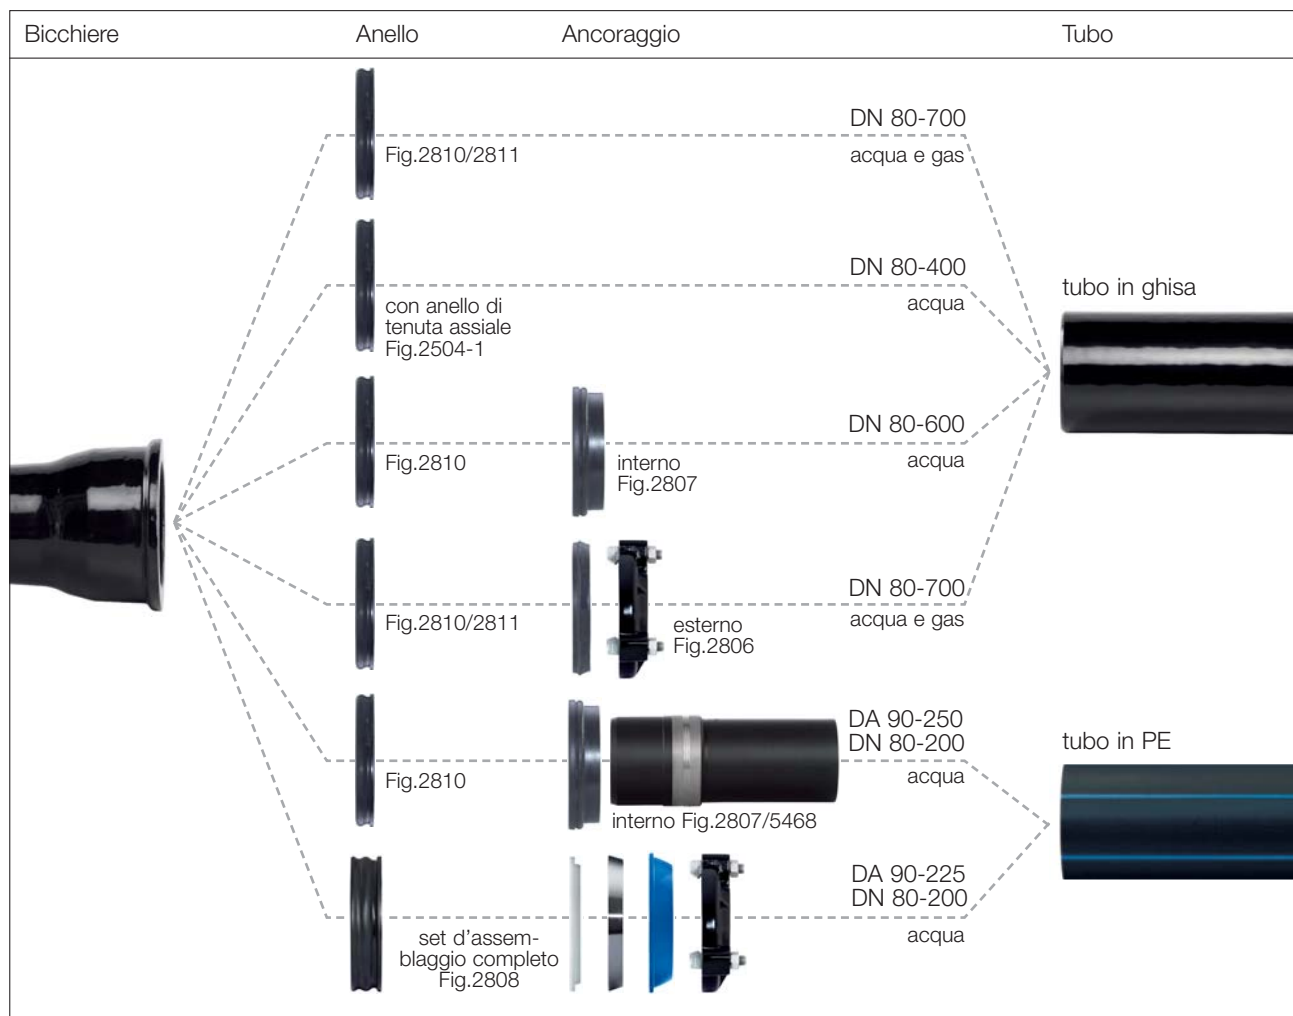 Bicchiere
Anello
Ancoraggio
Tubo
DN 80-700
Fig.2810/2811
acqua e gas
DN 80-400
con anello di
tenuta assiale
Fig.2504-1
acqua
tubo in ghisa
DN 80-600
Fig.2810
interno
Fig.2807
acqua
DN 80-700
Fig.2810/2811
esterno
Fig.2806
acqua e gas
DA 90-250
DN 80-200
Fig.2810
interno Fig.2807/5468
acqua
tubo in PE
DA 90-225
DN 80-200
set d'assem-
blaggio completo
Fig.2808
acqua